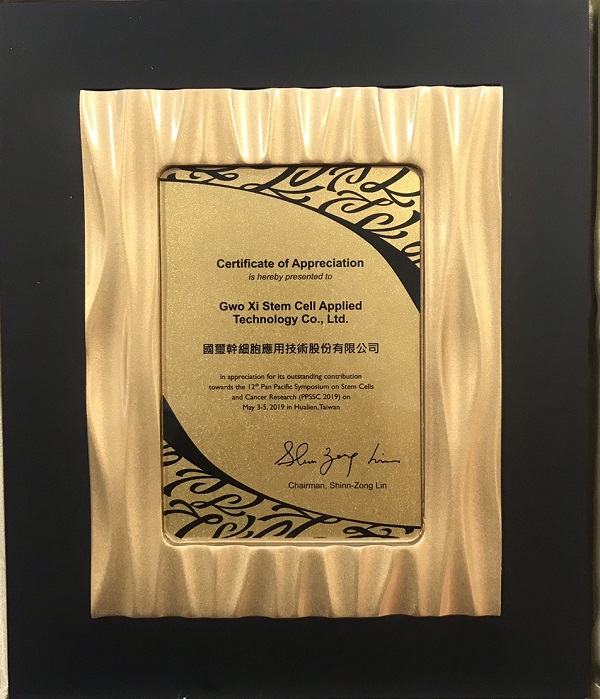 Certificate of Appreciation
is hereby presented to
Gwo Xi Stem Cell Applied
Technology Co., Ltd.
國璽幹細胞應用技術股份有限公司
in appreciation for its outstanding contribution
towards the 12th Pan Pacific Symposium on Stem Cells
and Cancer Research (PPSSC 2019) on
May 3-5, 2019 in Hualien, Taiwan
Shinn Zong Lin
Chairman, Shinn-Zong Lin